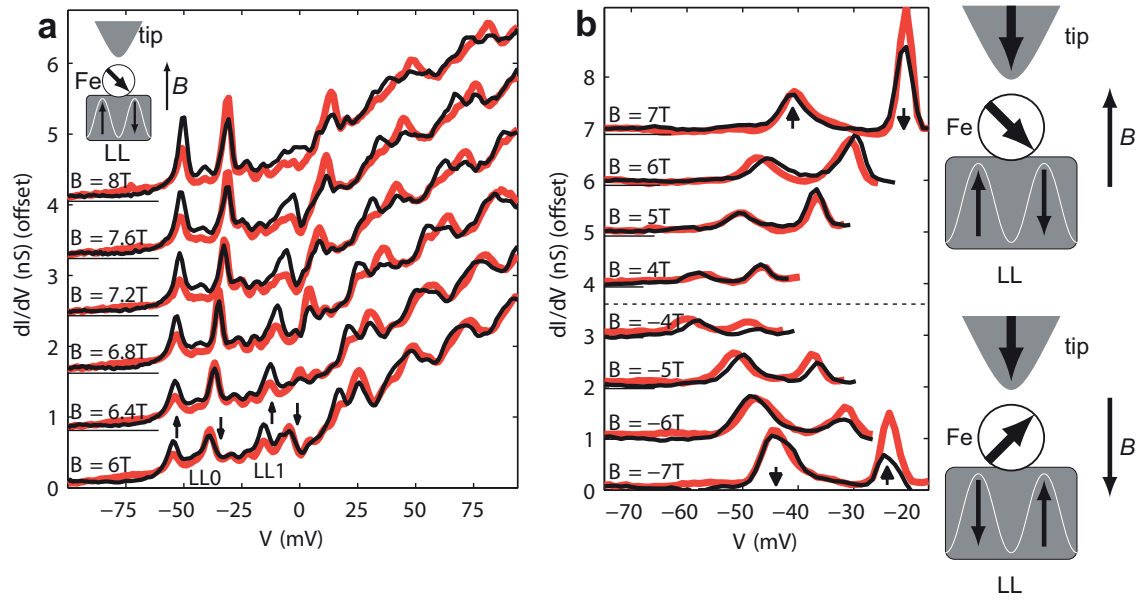 a
tip
Fe
B
LL
6
5
4
3
2
1
0
dI/dV (nS) (offset)
B = 8T
B = 7.6T
B = 7.2T
B = 6.8T
B = 6.4T
B = 6T
LL0
LL1
−75
−50
−25
0
25
50
75
V (mV)
b
8
7
6
5
4
3
2
1
0
dI/dV (nS) (offset)
B = 7T
B = 6T
B = 5T
B = 4T
B = −4T
B = −5T
B = −6T
B = −7T
−70
−60
−50
−40
−30
−20
V (mV)
tip
Fe
B
LL
tip
Fe
B
LL